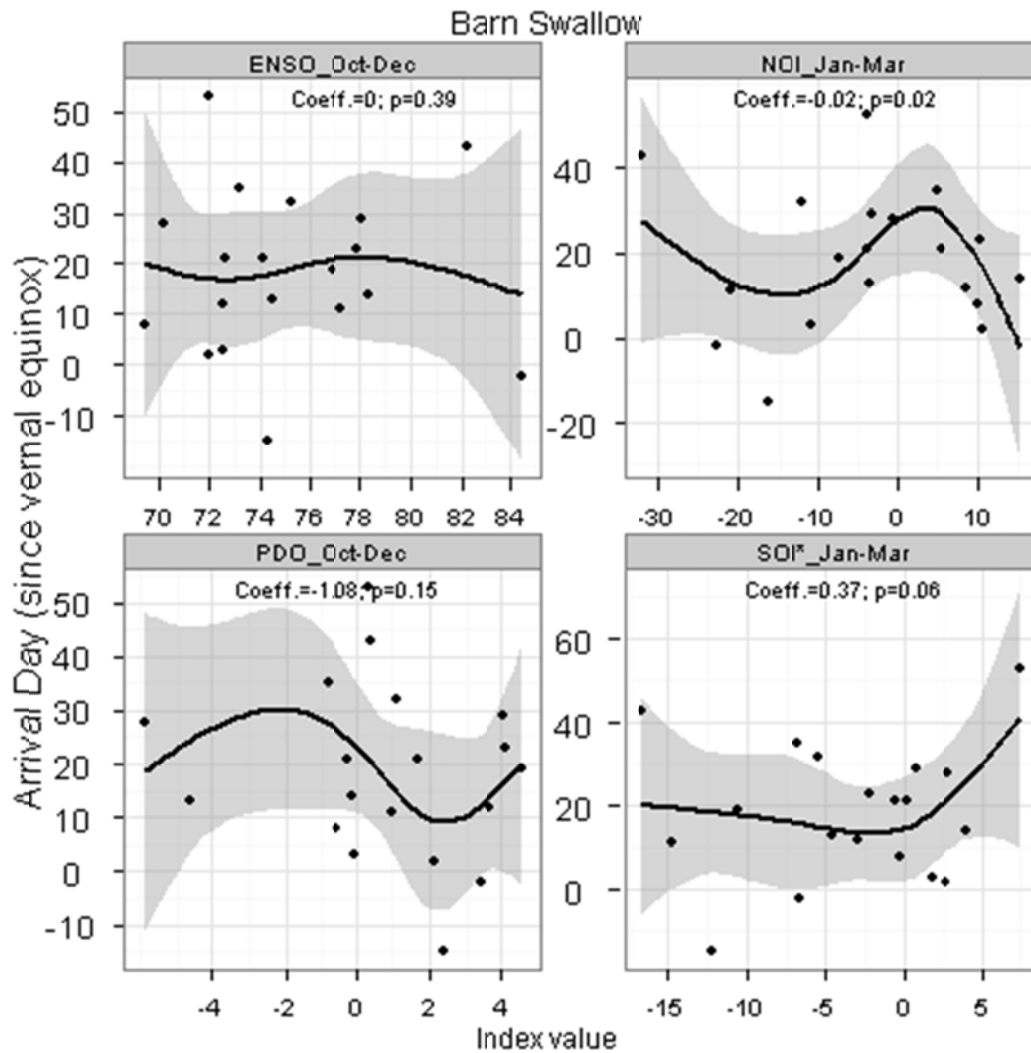 Barn Swallow
ENSO_Oct-Dec
Coeff.=0; p=0.39
50
40
30
20
10
0
-10
70 72 74 76 78 80 82 84
NOI_Jan-Mar
Coeff.=-0.02; p=0.02
40
20
0
-20
-30 -20 -10 0 10
PDO_Oct-Dec
Coeff.=-1.08; p=0.15
50
40
30
20
10
0
-10
-4 -2 0 2 4
SOI*_Jan-Mar
Coeff.=0.37; p=0.06
60
40
20
0
-15 -10 -5 0 5
Arrival Day (since vernal equinox)
Index value